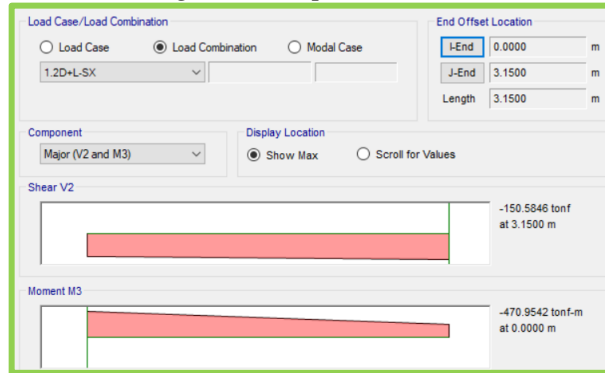 Load Case/Load Combination
End Offset Location
Load Case
Load Combination
Modal Case
1.2D+L-SX
I-End 0.0000 m
J-End 3.1500 m
Length 3.1500 m
Component
Display Location
Major (V2 and M3)
Show Max
Scroll for Values
Shear V2
-150.5846 tonf
at 3.1500 m
Moment M3
-470.9542 tonf-m
at 0.0000 m